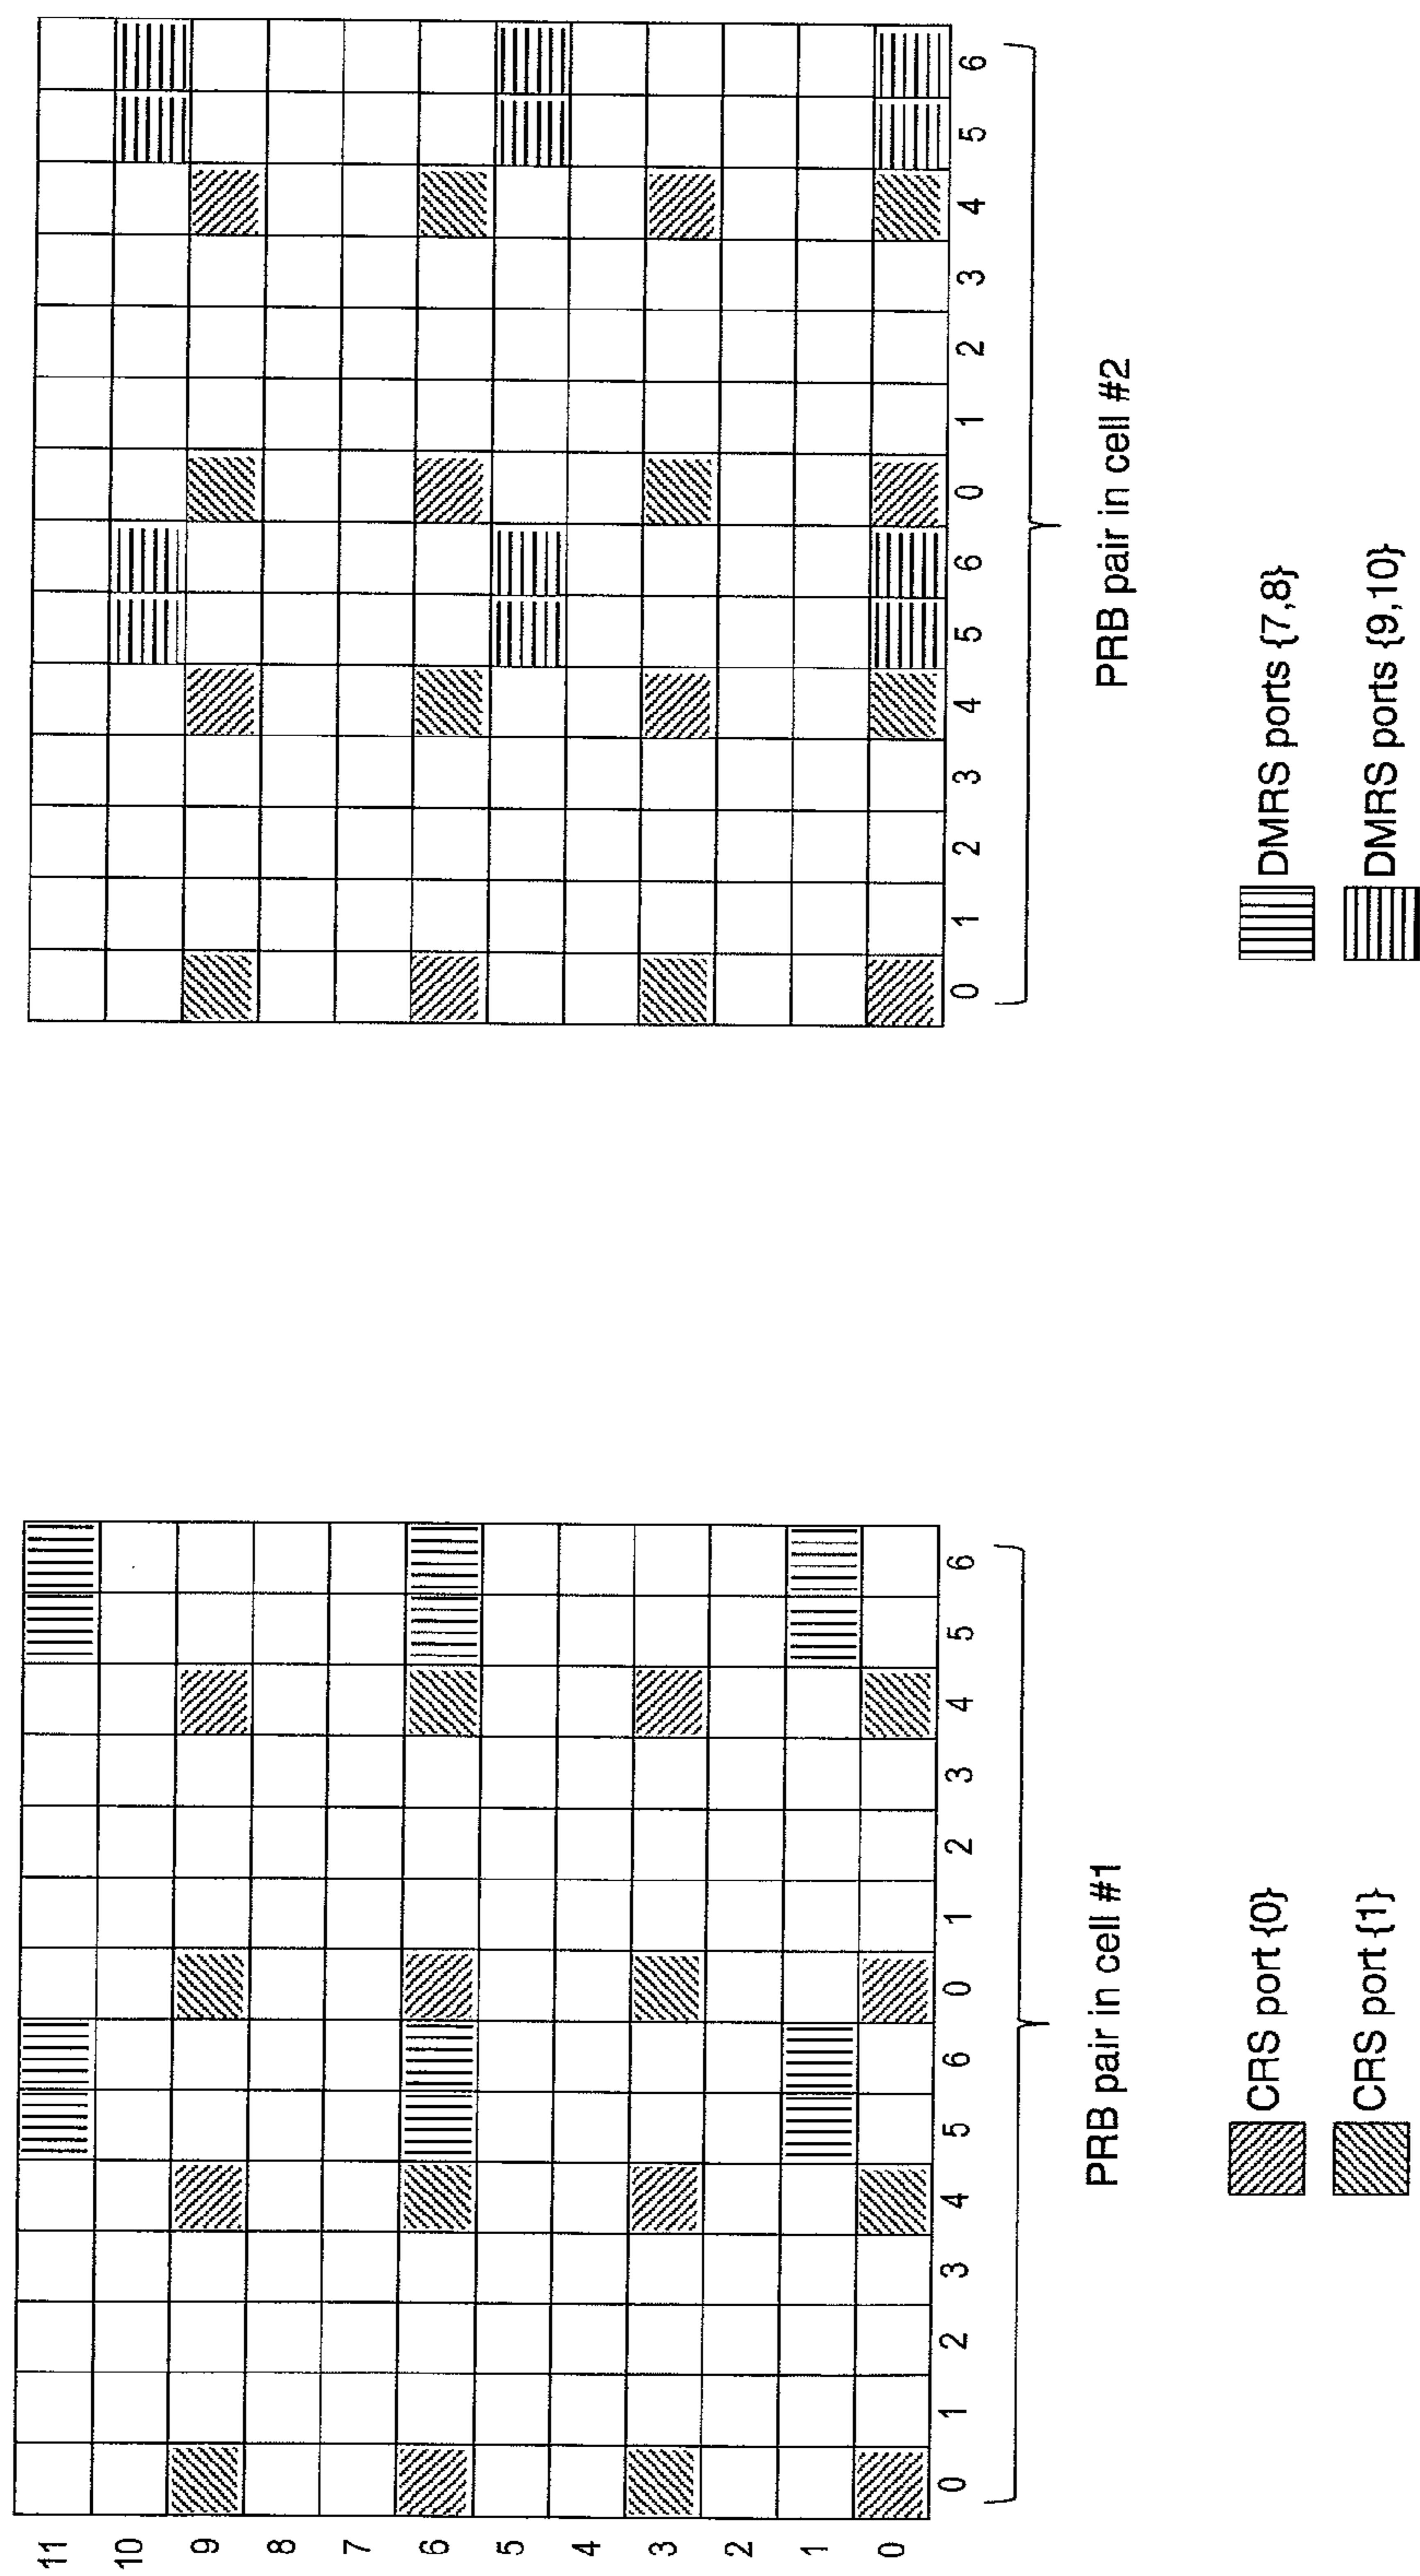 11
10
9
8
7
6
5
4
3
2
1
0
0 1 2 3 4 5 6 0 1 2 3 4 5 6
PRB pair in cell #1
0 1 2 3 4 5 6 0 1 2 3 4 5 6
PRB pair in cell #2
CRS port {0}
CRS port {1}
DMRS ports {7,8}
DMRS ports {9,10}